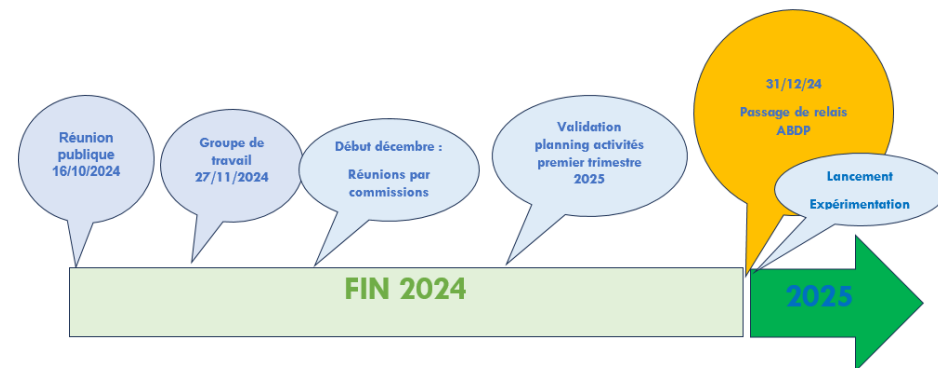 Réunion
publique
16/10/2024
Groupe de
travail
27/11/2024
Début décembre :
Réunions par
commissions
Validation
planning activités
premier trimestre
2025
31/12/24
Passage de relais
ABDP
Lancement
Expérimentation
FIN 2024
2025